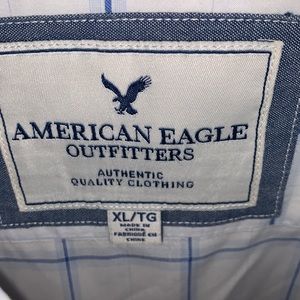 AMERICAN EAGLE
OUTFITTERS
AUTHENTIC
QUALITY CLOTHING
XL/TG
MADE IN
CHINA
FABRIQUÉ EN
CHINE